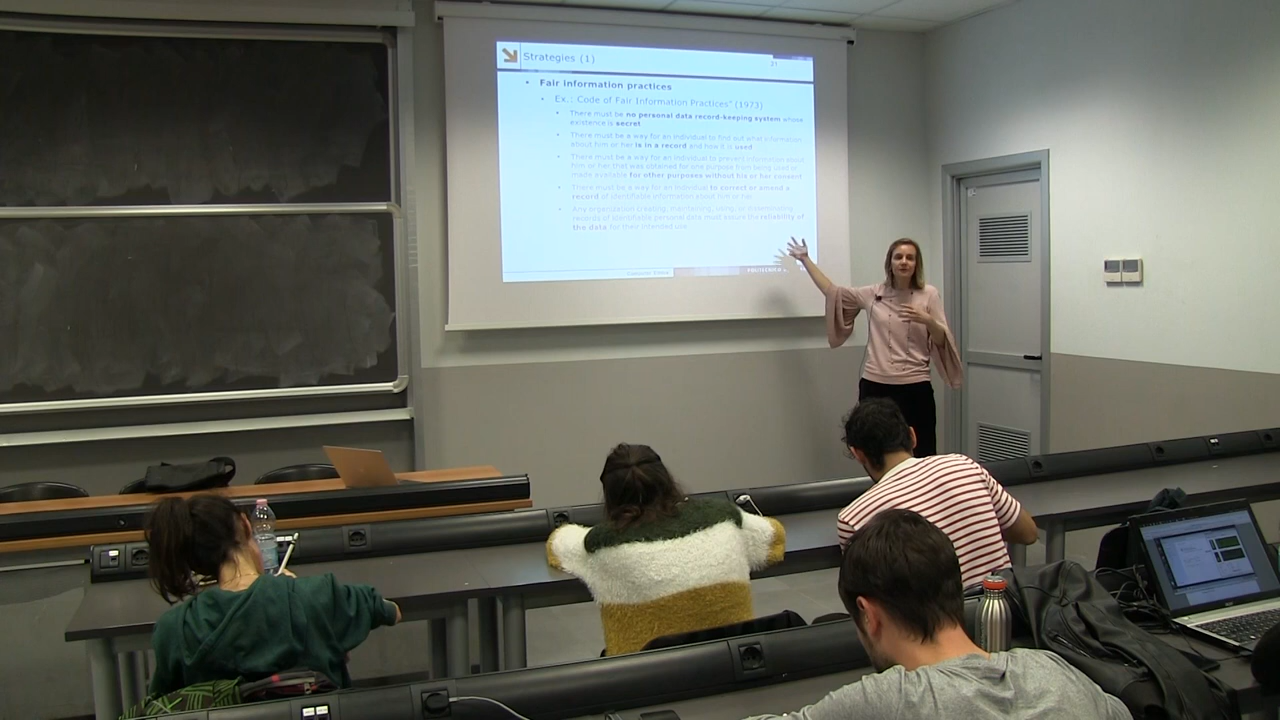 Strategies (1)
21
• Fair information practices
• Ex.: Code of Fair Information Practices" (1973)
• There must be no personal data record-keeping system whose
existence is secret
• There must be a way for an individual to find out what information
about him or her is in a record and how it is used
• There must be a way for an individual to prevent information about
him or her that was obtained for one purpose from being used or
made available for other purposes without his or her consent
• There must be a way for an individual to correct or amend a
record of identifiable information about him or her
• Any organization creating, maintaining, using, or disseminating
records of identifiable personal data must assure the reliability of
the data for their intended use
POLITECNICO